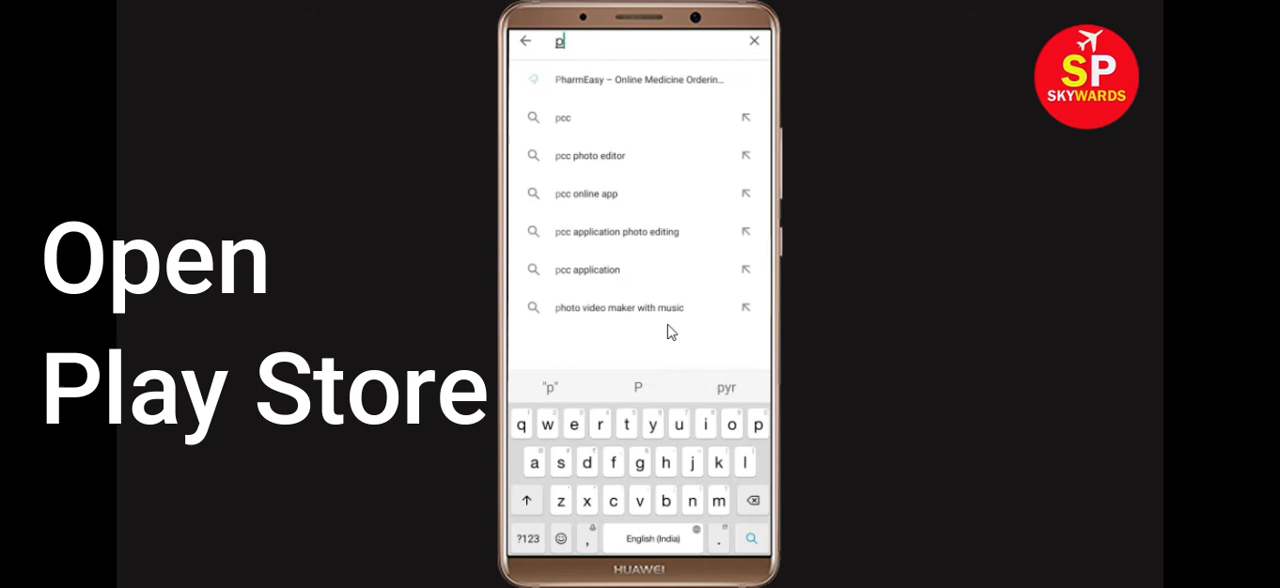 p
PharmEasy – Online Medicine Orderin...
pcc
pcc photo editor
pcc online app
pcc application photo editing
pcc application
photo video maker with music
"p" P pyr
q w e r t y u i o p
a s d f g h j k l
z x c v b n m
?123 , English (India) .
HUAWEI
Open
Play Store
SP
SKYWARDS